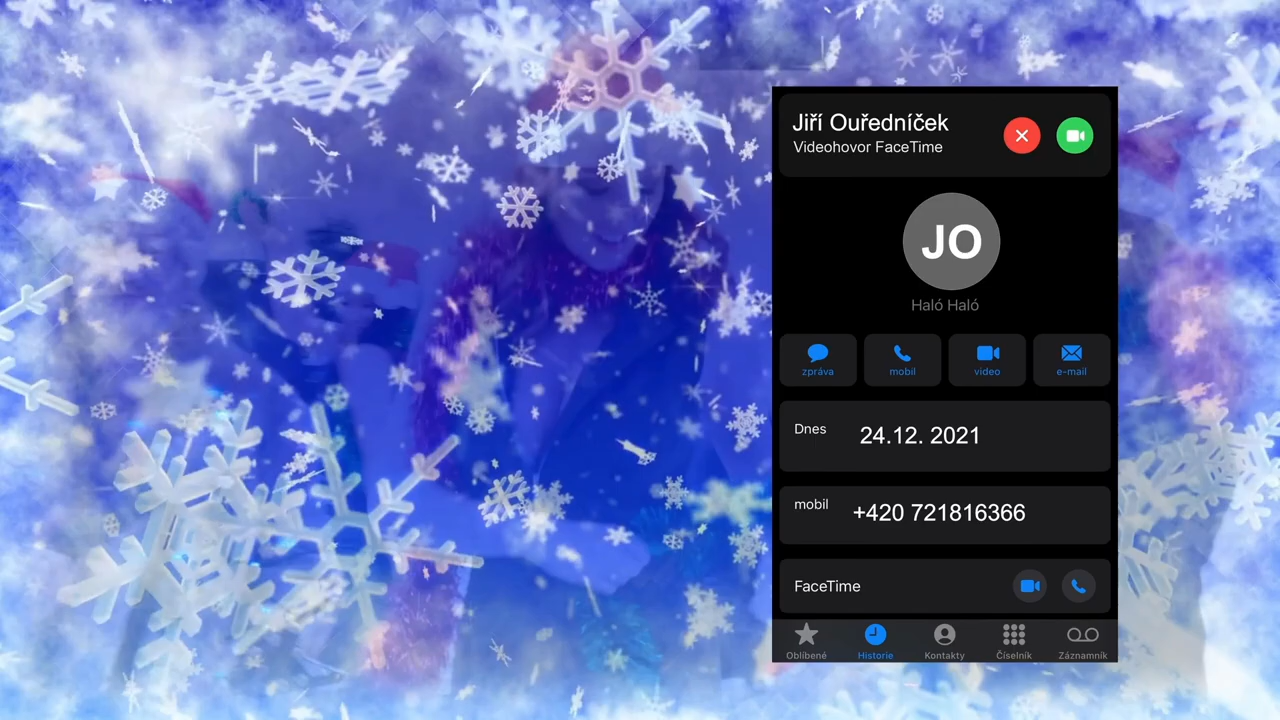 Jiří Ouředníček
Videohovor FaceTime
JO
Haló Haló
zpráva
mobil
video
e-mail
Dnes 24.12. 2021
mobil +420 721816366
FaceTime
Oblíbené
Historie
Kontakty
Číselník
Záznamník